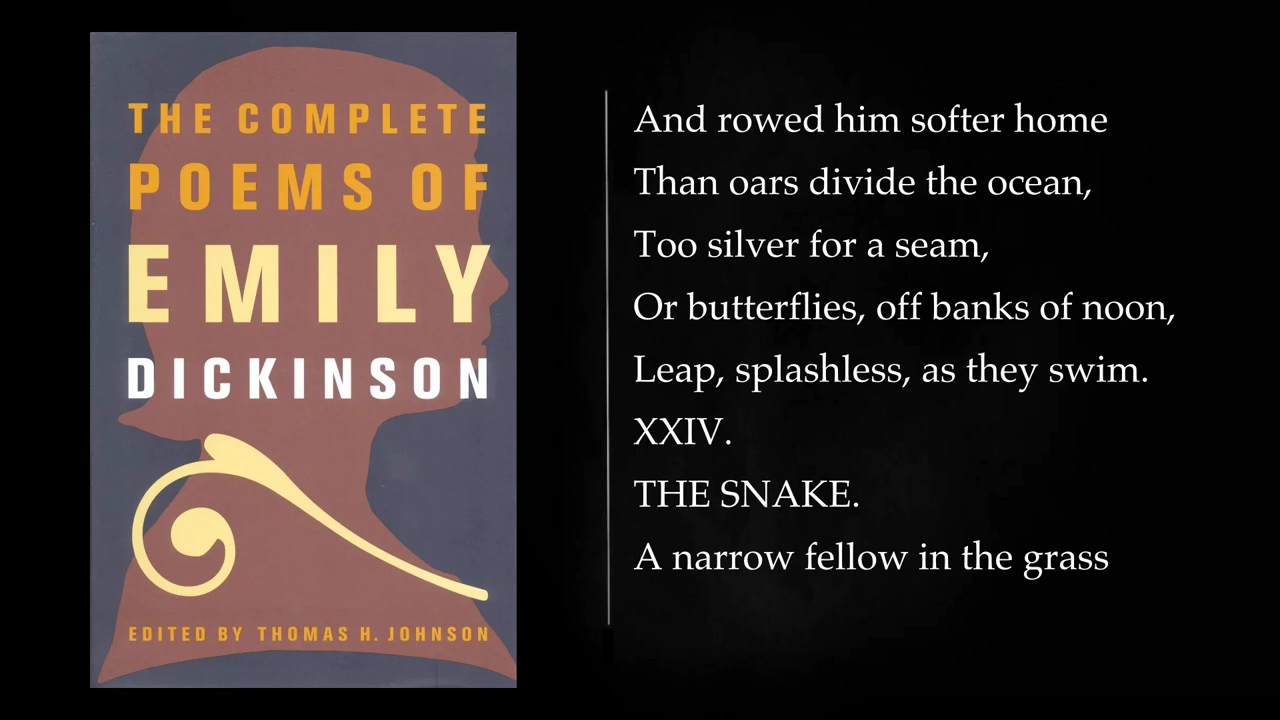 THE COMPLETE
POEMS OF
EMILY
DICKINSON
EDITED BY THOMAS H. JOHNSON
And rowed him softer home
Than oars divide the ocean,
Too silver for a seam,
Or butterflies, off banks of noon,
Leap, splashless, as they swim.
XXIV.
THE SNAKE.
A narrow fellow in the grass